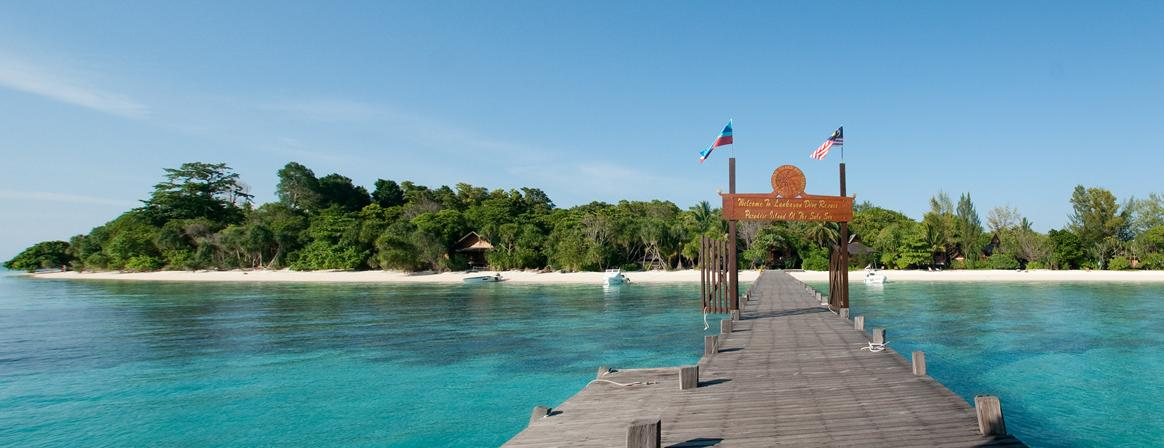 Welcome To Lankayan Dive Resort
Paradise Island Of The Sulu Sea